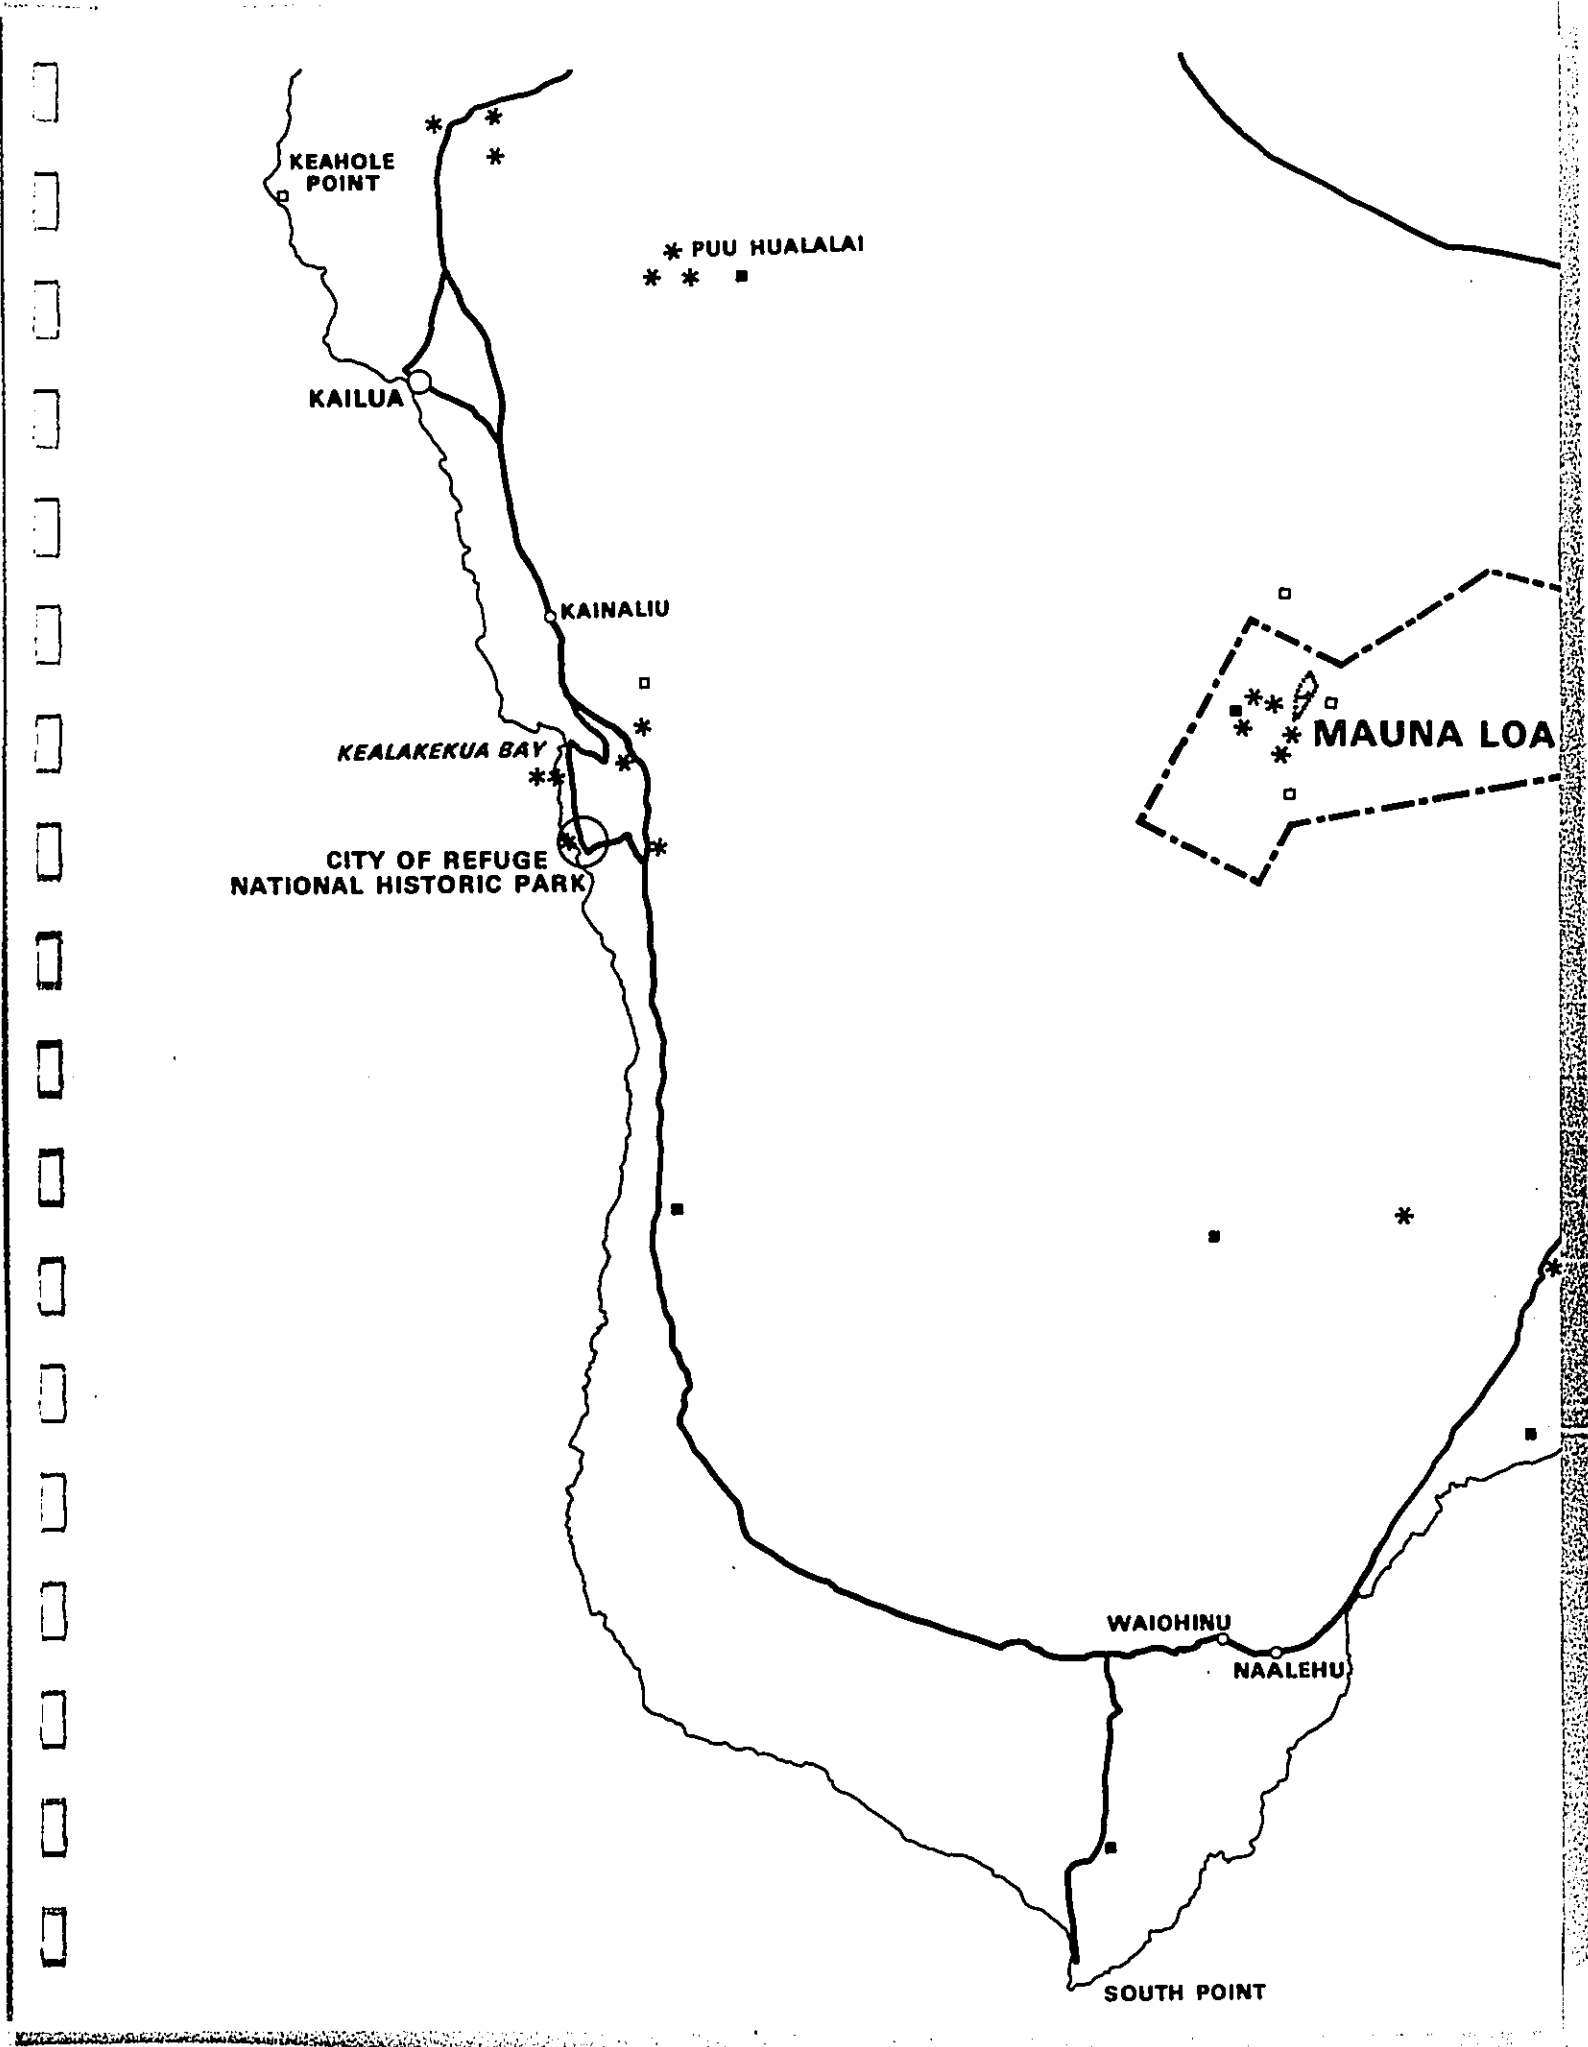 KEAHOLE
POINT
PUU HUALALAI
KAILUA
KAINALIU
MAUNA LOA
KEALAKEKUA BAY
CITY OF REFUGE
NATIONAL HISTORIC PARK
WAIOHINU
NAALEHU
SOUTH POINT